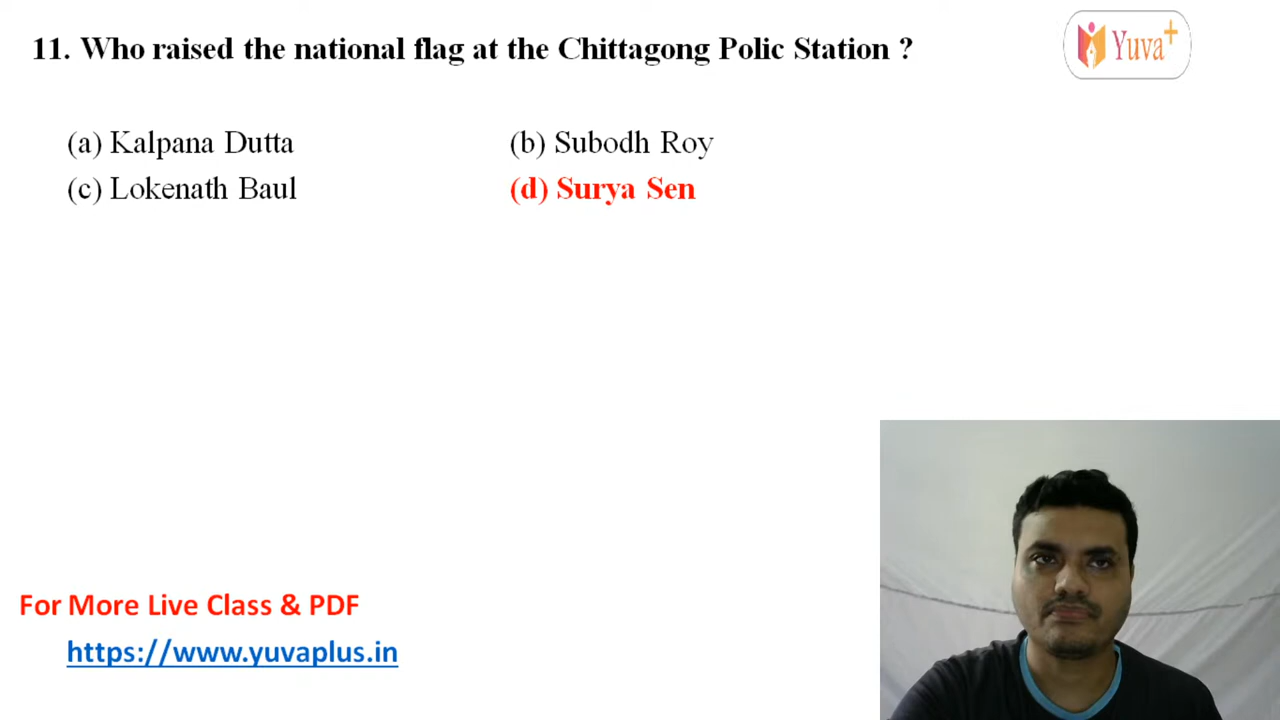 11. Who raised the national flag at the Chittagong Polic Station ?
Yuva+
(a) Kalpana Dutta (b) Subodh Roy
(c) Lokenath Baul (d) Surya Sen
For More Live Class & PDF
https://www.yuvaplus.in